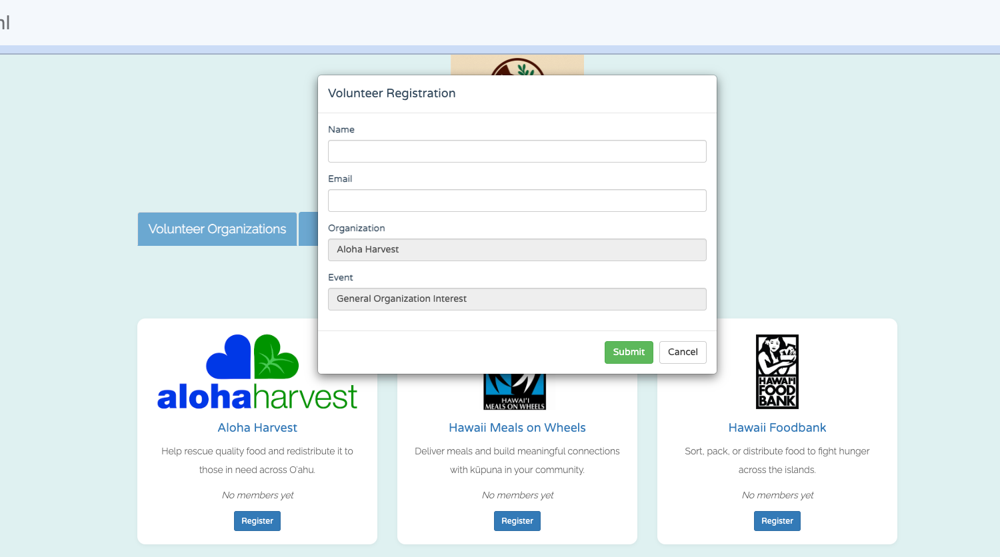 Volunteer Registration
Name
Email
Organization
Aloha Harvest
Event
General Organization Interest
Submit Cancel
Volunteer Organizations
alohaharvest
Aloha Harvest
Help rescue quality food and redistribute it to
those in need across O'ahu.
No members yet
Register
HAWAI'I
MEALS ON WHEELS
Hawaii Meals on Wheels
Deliver meals and build meaningful connections
with kūpuna in your community.
No members yet
Register
HAWAI'I
FOOD
BANK
Hawaii Foodbank
Sort, pack, or distribute food to fight hunger
across the islands.
No members yet
Register